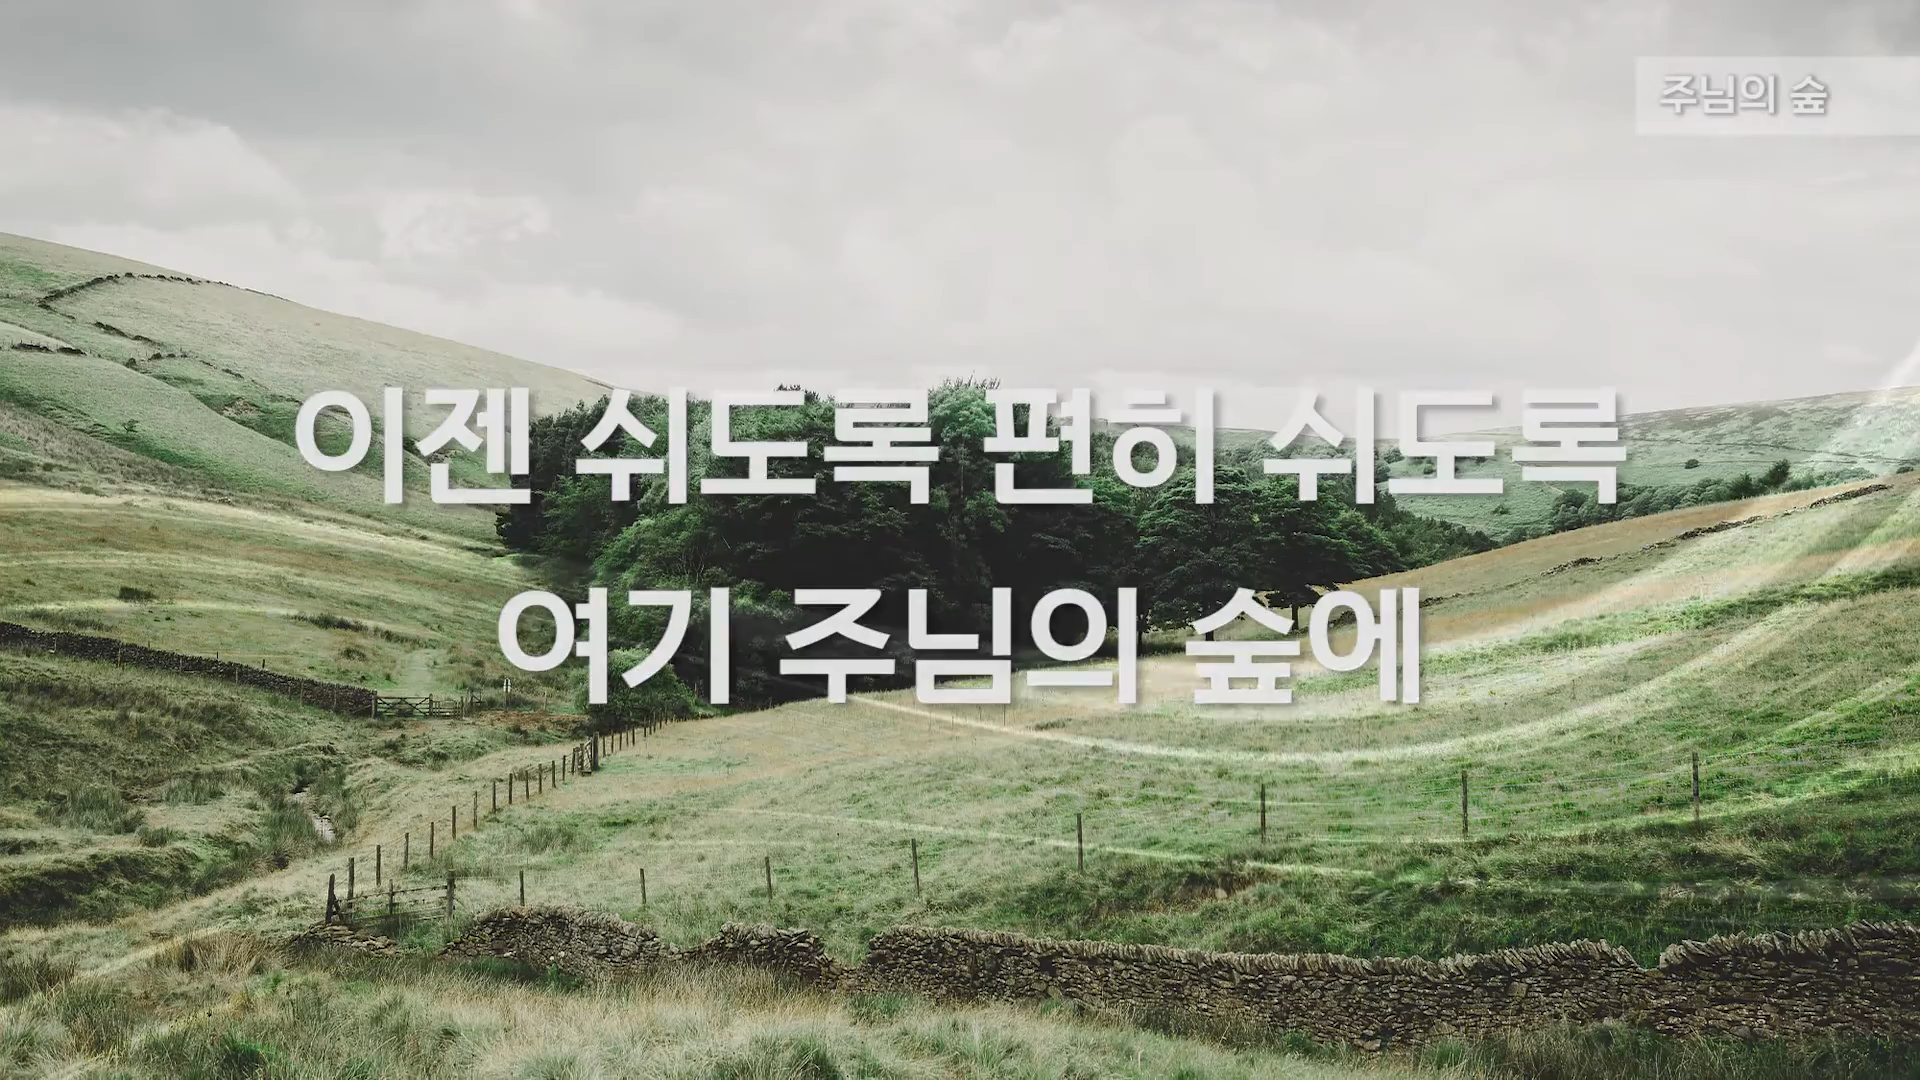 주님의 숲
이젠 쉬도록 편히 쉬도록
여기 주님의 숲에